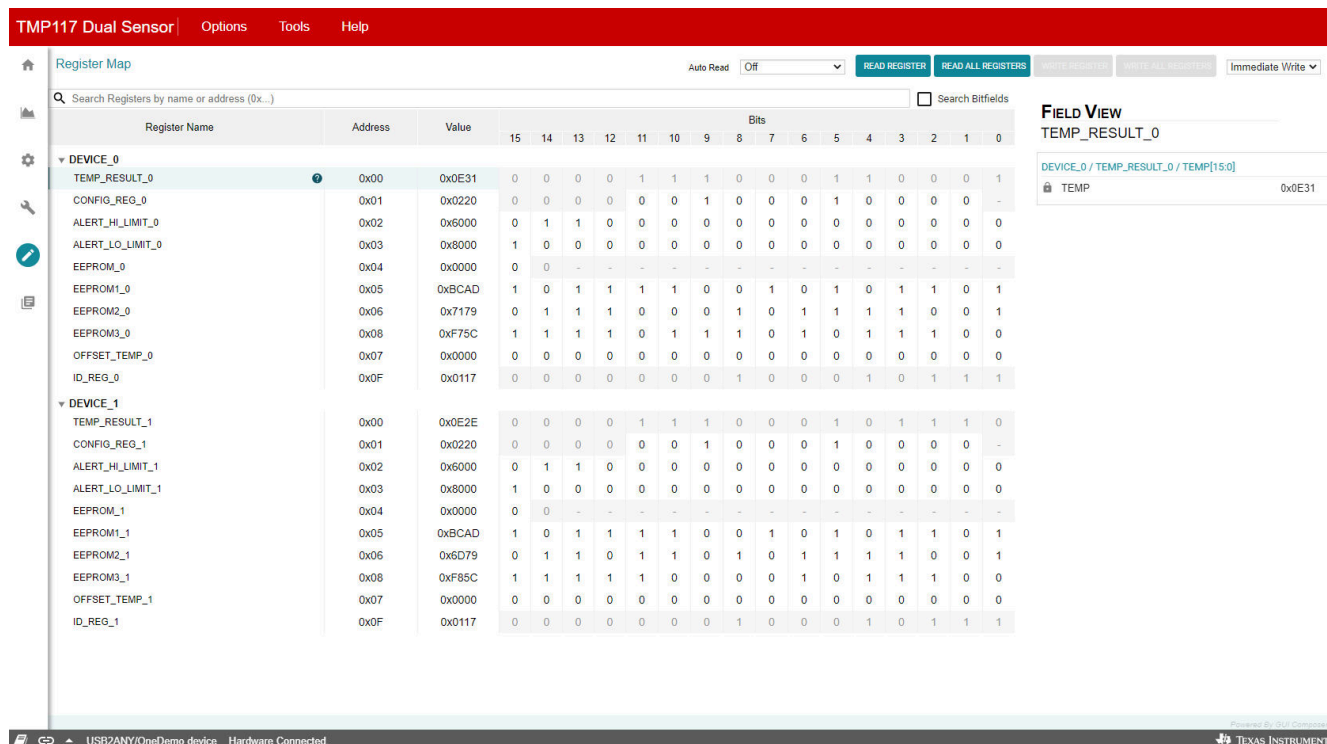 TMP117 Dual Sensor Options Tools Help
Register Map Auto Read Off READ REGISTER READ ALL REGISTERS WRITE REGISTER WRITE ALL REGISTERS Immediate Write
Search Registers by name or address (0x...) Search Bitfields
Register Name Address Value Bits
15 14 13 12 11 10 9 8 7 6 5 4 3 2 1 0
DEVICE_0
TEMP_RESULT_0 ? 0x00 0x0E31 0 0 0 0 1 1 1 0 0 0 1 1 0 0 0 1
CONFIG_REG_0 0x01 0x0220 0 0 0 0 0 0 1 0 0 0 1 0 0 0 0 -
ALERT_HI_LIMIT_0 0x02 0x6000 0 1 1 0 0 0 0 0 0 0 0 0 0 0 0 0
ALERT_LO_LIMIT_0 0x03 0x8000 1 0 0 0 0 0 0 0 0 0 0 0 0 0 0 0
EEPROM_0 0x04 0x0000 0 0 - - - - - - - - - - - - - -
EEPROM1_0 0x05 0xBCAD 1 0 1 1 1 1 0 0 1 0 1 0 1 1 0 1
EEPROM2_0 0x06 0x7179 0 1 1 1 0 0 0 1 0 1 1 1 1 0 0 1
EEPROM3_0 0x08 0xF75C 1 1 1 1 0 1 1 1 0 1 0 1 1 1 0 0
OFFSET_TEMP_0 0x07 0x0000 0 0 0 0 0 0 0 0 0 0 0 0 0 0 0 0
ID_REG_0 0x0F 0x0117 0 0 0 0 0 0 0 1 0 0 0 1 0 1 1 1
DEVICE_1
TEMP_RESULT_1 0x00 0x0E2E 0 0 0 0 1 1 1 0 0 0 1 0 1 1 1 0
CONFIG_REG_1 0x01 0x0220 0 0 0 0 0 0 1 0 0 0 1 0 0 0 0 -
ALERT_HI_LIMIT_1 0x02 0x6000 0 1 1 0 0 0 0 0 0 0 0 0 0 0 0 0
ALERT_LO_LIMIT_1 0x03 0x8000 1 0 0 0 0 0 0 0 0 0 0 0 0 0 0 0
EEPROM_1 0x04 0x0000 0 0 - - - - - - - - - - - - - -
EEPROM1_1 0x05 0xBCAD 1 0 1 1 1 1 0 0 1 0 1 0 1 1 0 1
EEPROM2_1 0x06 0x6D79 0 1 1 0 1 1 0 1 0 1 1 1 1 0 0 1
EEPROM3_1 0x08 0xF85C 1 1 1 1 1 0 0 0 0 1 0 1 1 1 0 0
OFFSET_TEMP_1 0x07 0x0000 0 0 0 0 0 0 0 0 0 0 0 0 0 0 0 0
ID_REG_1 0x0F 0x0117 0 0 0 0 0 0 0 1 0 0 0 1 0 1 1 1
FIELD VIEW
TEMP_RESULT_0
DEVICE_0 / TEMP_RESULT_0 / TEMP[15:0]
TEMP 0x0E31
Powered By GUI Compose
USB2ANY/OneDemo device Hardware Connected TEXAS INSTRUMENT